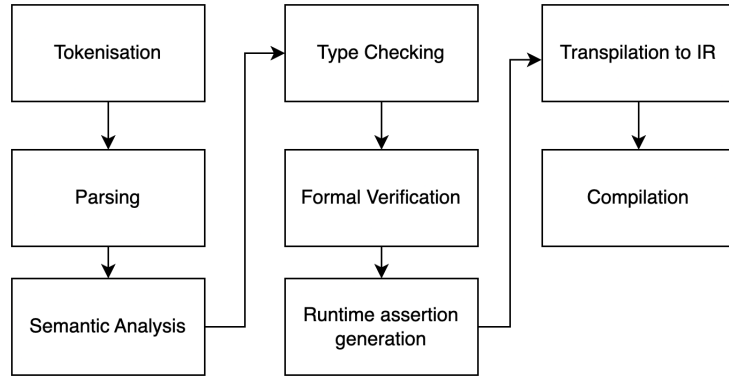 Tokenisation
Parsing
Semantic Analysis
Type Checking
Formal Verification
Runtime assertion
generation
Transpilation to IR
Compilation